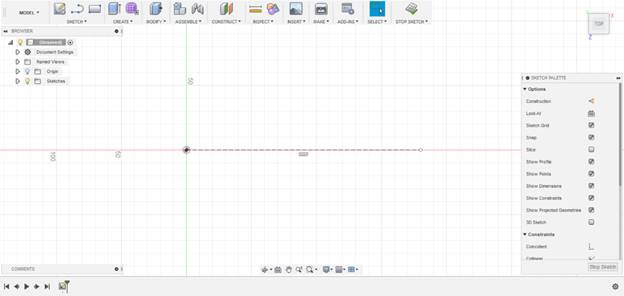 MODEL
SKETCH
CREATE
MODIFY
ASSEMBLE
CONSTRUCT
INSPECT
INSERT
MAKE
ADD-INS
SELECT
STOP SKETCH
BROWSER
(Unsaved)
Document Settings
Named Views
Origin
Sketches
50
100
50
TOP
X
Z
SKETCH PALETTE
Options
Construction
Look At
Sketch Grid
Snap
Slice
Show Profile
Show Points
Show Dimensions
Show Constraints
Show Projected Geometries
3D Sketch
Constraints
Coincident
Collinear
Stop Sketch
COMMENTS